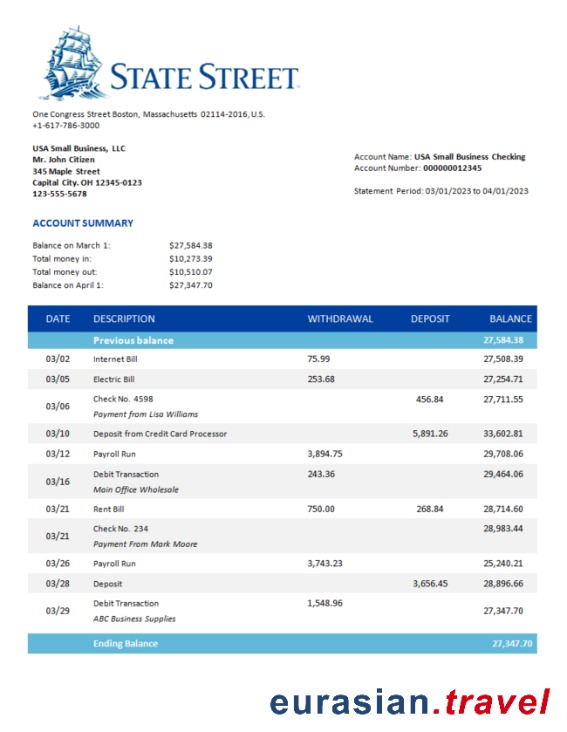 STATE STREET
One Congress Street Boston, Massachusetts 02114-2016, U.S.
+1-617-786-3000
USA Small Business, LLC
Mr. John Citizen
345 Maple Street
Capital City. OH 12345-0123
123-555-5678
Account Name: USA Small Business Checking
Account Number: 000000012345
Statement Period: 03/01/2023 to 04/01/2023
ACCOUNT SUMMARY
Balance on March 1: $27,584.38
Total money in: $10,273.39
Total money out: $10,510.07
Balance on April 1: $27,347.70
DATE DESCRIPTION WITHDRAWAL DEPOSIT BALANCE
Previous balance 27,584.38
03/02 Internet Bill 75.99 27,508.39
03/05 Electric Bill 253.68 27,254.71
03/06 Check No. 4598 456.84 27,711.55
Payment from Lisa Williams
03/10 Deposit from Credit Card Processor 5,891.26 33,602.81
03/12 Payroll Run 3,894.75 29,708.06
03/16 Debit Transaction 243.36 29,464.06
Main Office Wholesale
03/21 Rent Bill 750.00 268.84 28,714.60
03/21 Check No. 234 28,983.44
Payment From Mark Moore
03/26 Payroll Run 3,743.23 25,240.21
03/28 Deposit 3,656.45 28,896.66
03/29 Debit Transaction 1,548.96 27,347.70
ABC Business Supplies
Ending Balance 27,347.70
eurasian.travel